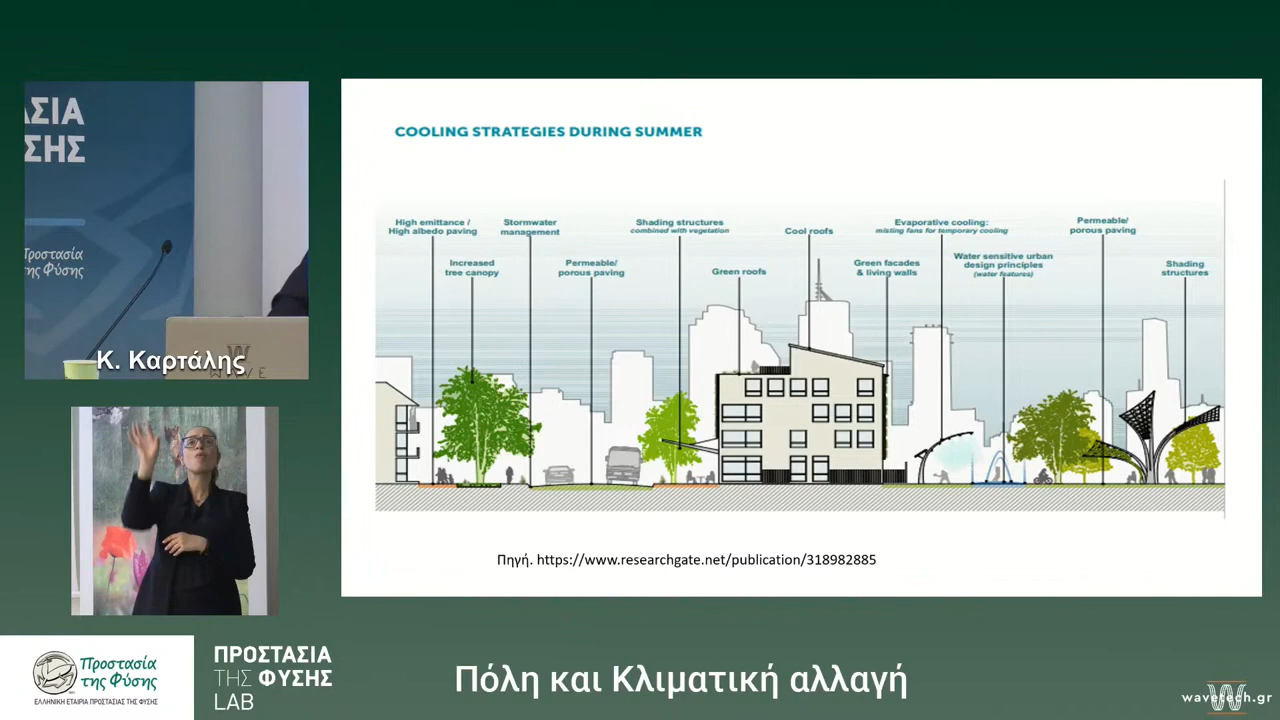 ΑΣΙΑ
ΣΗΣ
Προστασία
της Φύσης
WAVE
Κ. Καρτάλης
COOLING STRATEGIES DURING SUMMER
High emittance /
High albedo paving
Stormwater
management
Shading structures
combined with vegetation
Cool roofs
Evaporative cooling:
misting fans for temporary cooling
Permeable/
porous paving
Increased
tree canopy
Permeable/
porous paving
Green roofs
Green facades
& living walls
Water sensitive urban
design principles
(water features)
Shading
structures
Πηγή. https://www.researchgate.net/publication/318982885
Προστασία
της Φύσης
ΕΛΛΗΝΙΚΗ ΕΤΑΙΡΙΑ ΠΡΟΣΤΑΣΙΑΣ ΤΗΣ ΦΥΣΗΣ
ΠΡΟΣΤΑΣΙΑ
ΤΗΣ ΦΥΣΗΣ
LAB
Πόλη και Κλιματική αλλαγή
wavetech.gr